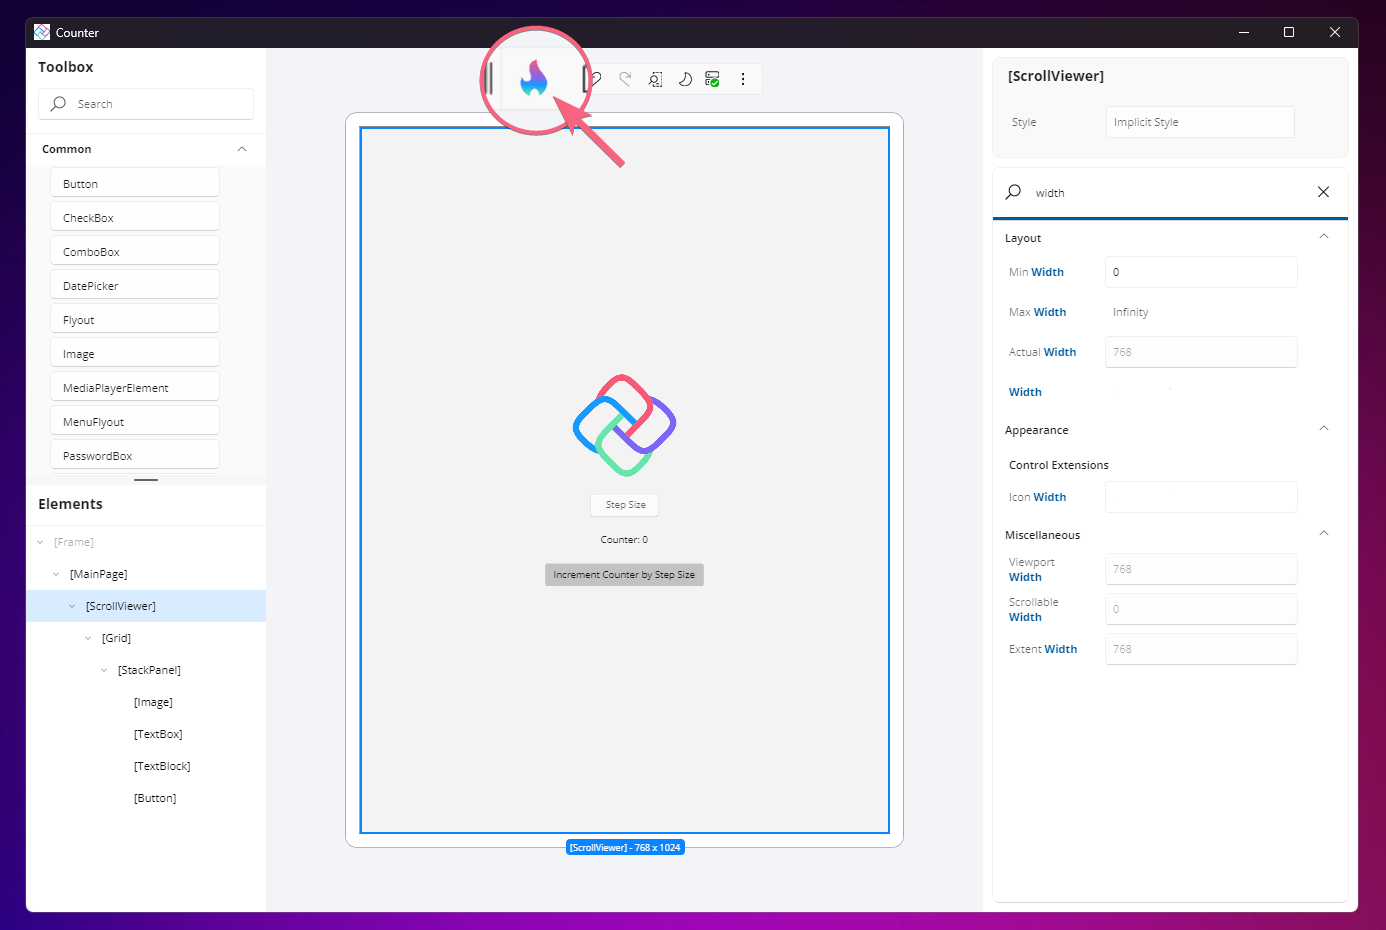 Counter
Toolbox
Search
Common
Button
CheckBox
ComboBox
DatePicker
Flyout
Image
MediaPlayerElement
MenuFlyout
PasswordBox
Elements
[Frame]
[MainPage]
[ScrollViewer]
[Grid]
[StackPanel]
[Image]
[TextBox]
[TextBlock]
[Button]
Step Size
Counter: 0
Increment Counter by Step Size
[ScrollViewer] - 768 x 1024
[ScrollViewer]
Style Implicit Style
width
Layout
Min Width 0
Max Width Infinity
Actual Width 768
Width
Appearance
Control Extensions
Icon Width
Miscellaneous
Viewport
Width 768
Scrollable
Width 0
Extent Width 768